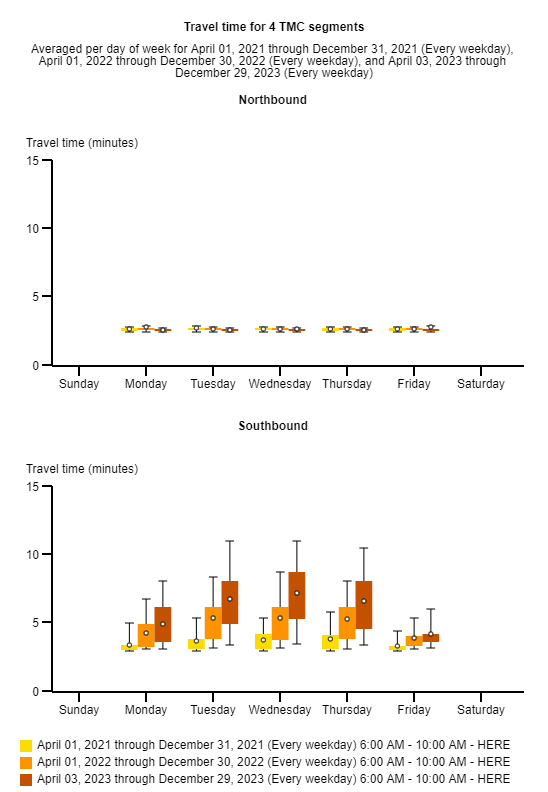 Travel time for 4 TMC segments
Averaged per day of week for April 01, 2021 through December 31, 2021 (Every weekday),
April 01, 2022 through December 30, 2022 (Every weekday), and April 03, 2023 through
December 29, 2023 (Every weekday)
Northbound
Travel time (minutes)
15
10
5
0
Sunday Monday Tuesday Wednesday Thursday Friday Saturday
Southbound
Travel time (minutes)
15
10
5
0
Sunday Monday Tuesday Wednesday Thursday Friday Saturday
April 01, 2021 through December 31, 2021 (Every weekday) 6:00 AM - 10:00 AM - HERE
April 01, 2022 through December 30, 2022 (Every weekday) 6:00 AM - 10:00 AM - HERE
April 03, 2023 through December 29, 2023 (Every weekday) 6:00 AM - 10:00 AM - HERE